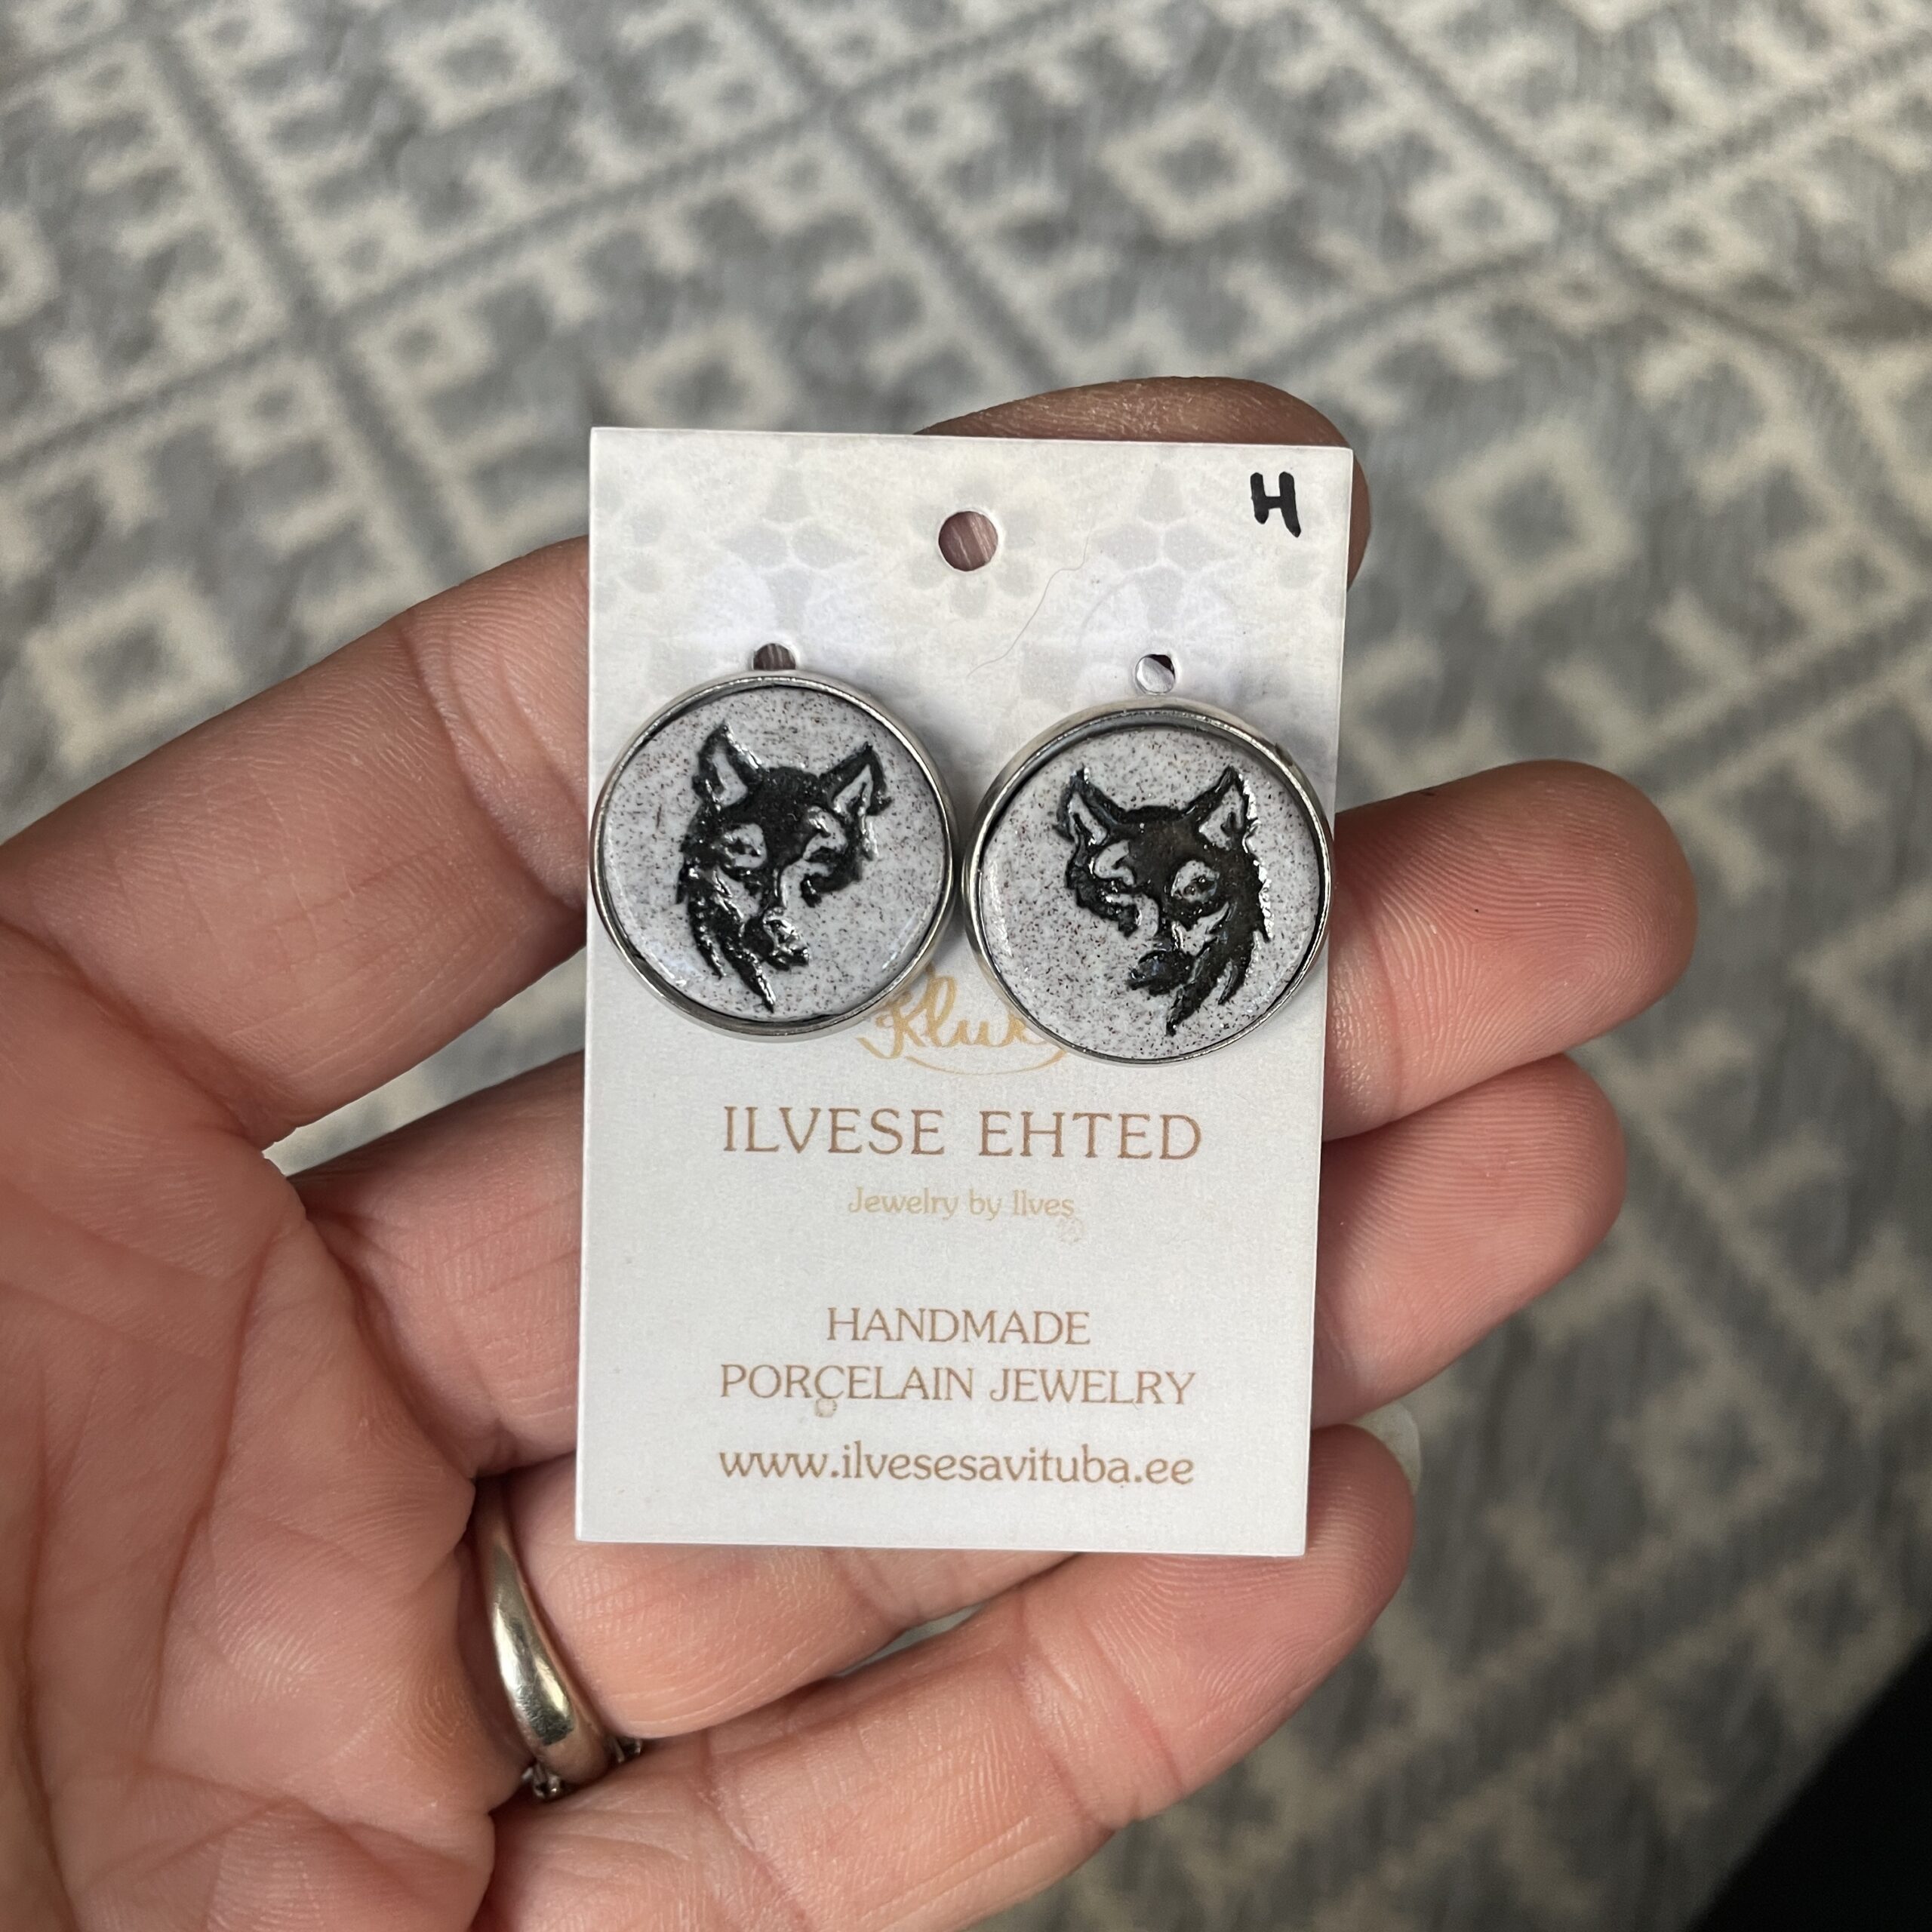 H
ILVESE EHTED
Jewelry by Ilves
HANDMADE
PORCELAIN JEWELRY
www.ilvesesavituba.ee